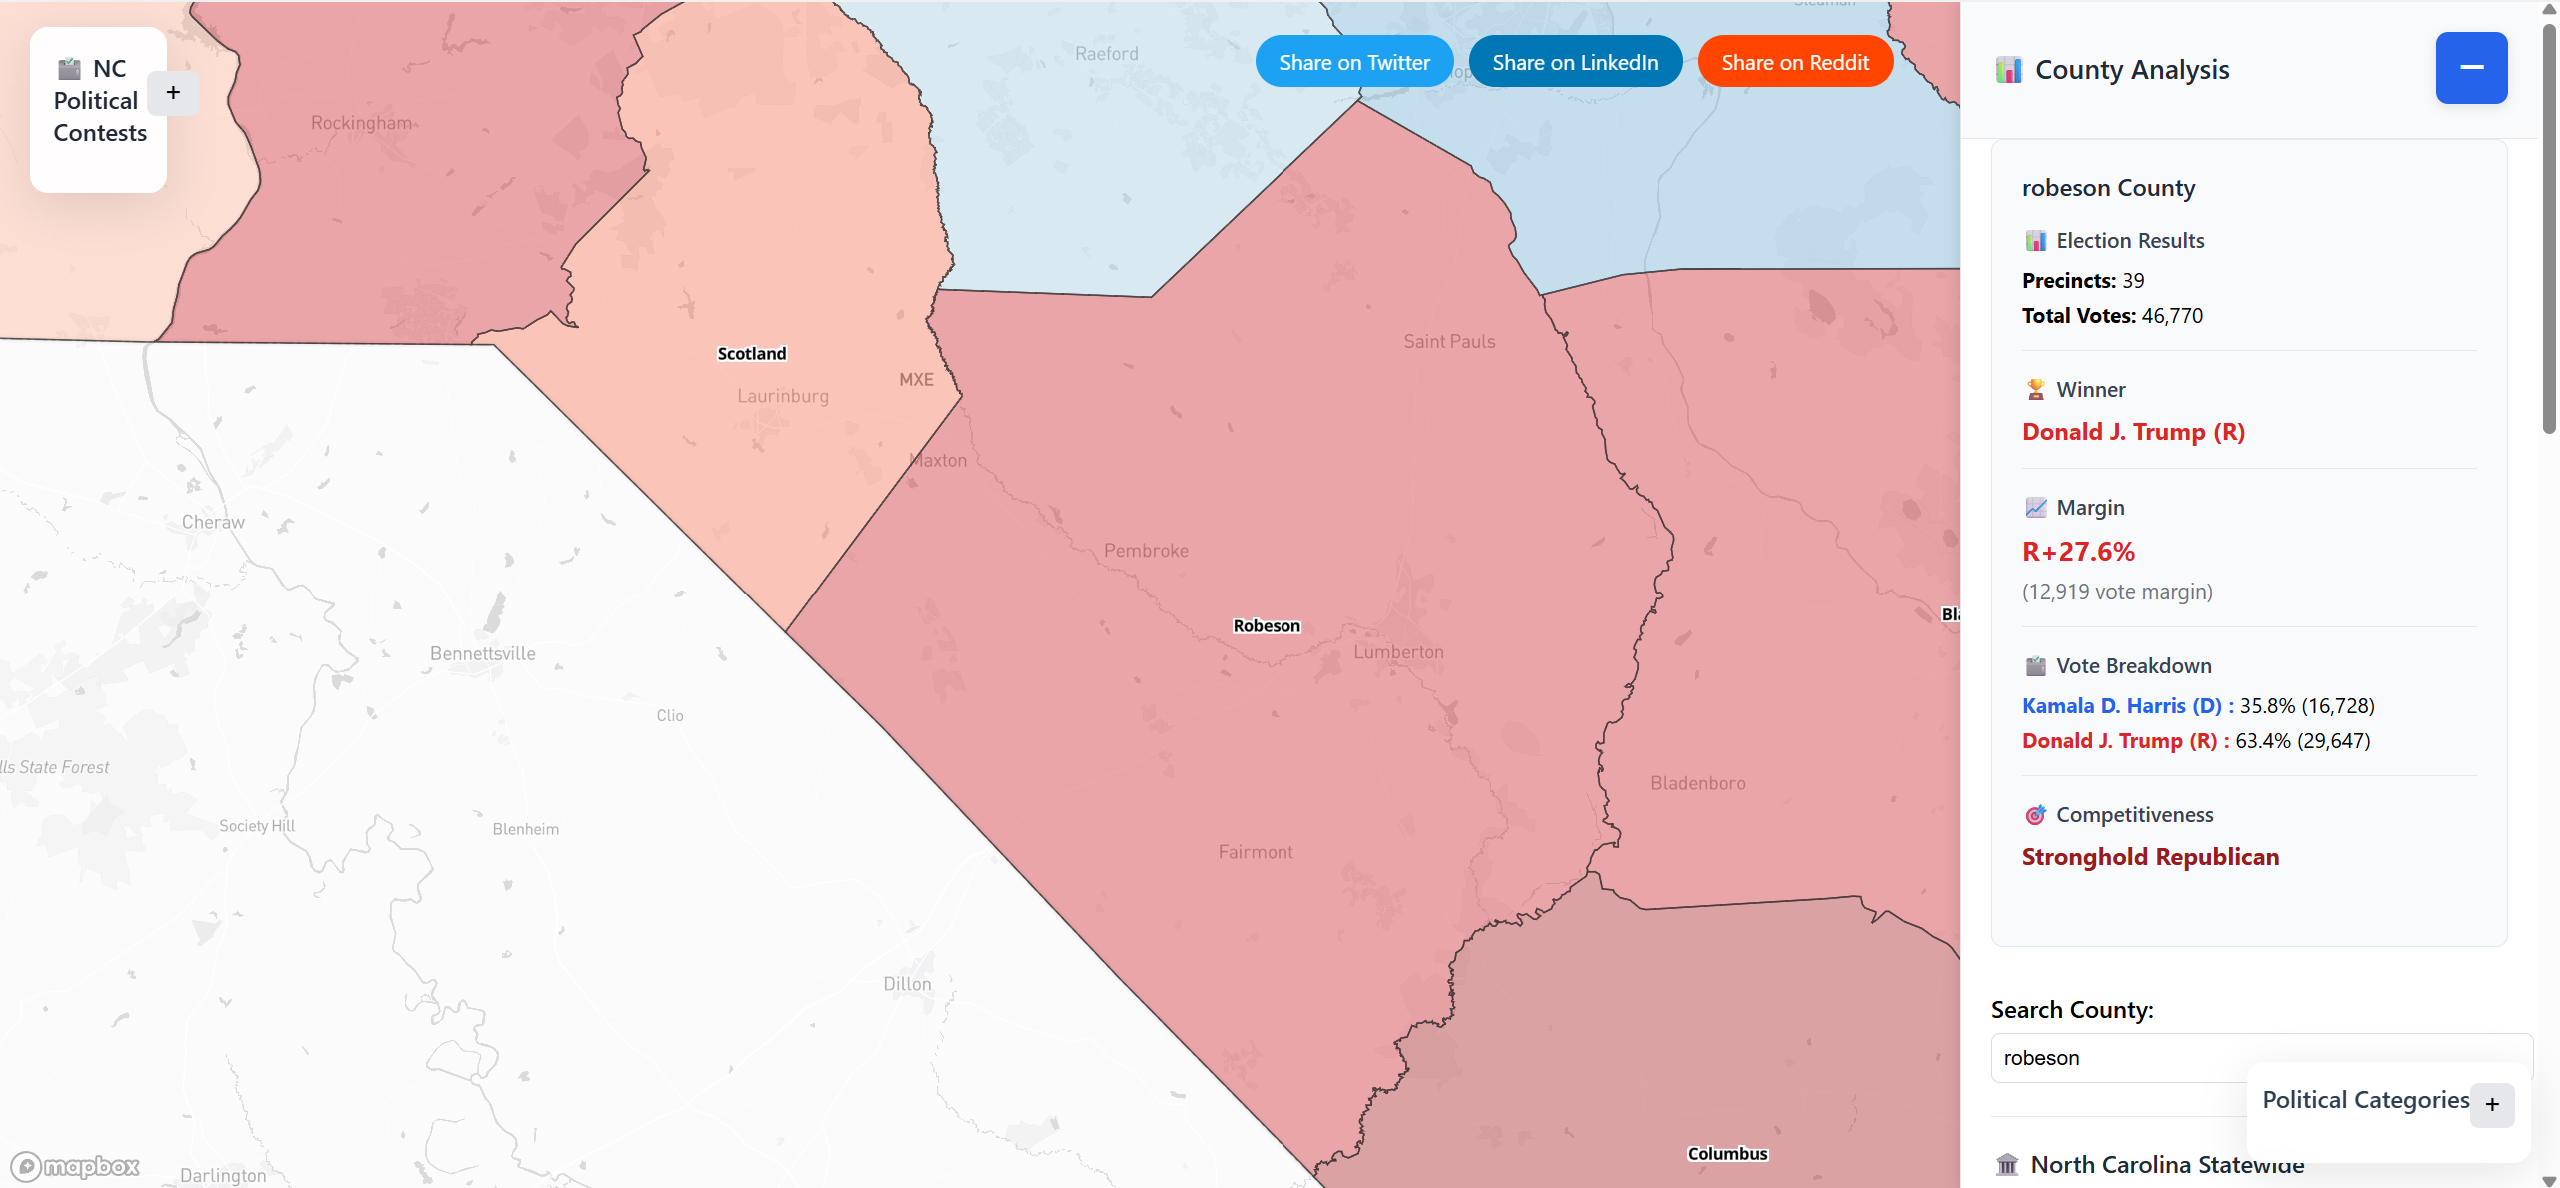 NC
Political
Contests
+
Share on Twitter
Share on LinkedIn
Share on Reddit
Raeford
Rockingham
Scotland
MXE
Laurinburg
Maxton
Saint Pauls
Cheraw
Pembroke
Robeson
Lumberton
Bennettsville
Clio
lls State Forest
Society Hill
Blenheim
Bladenboro
Fairmont
Dillon
Columbus
Darlington
mapbox
County Analysis
robeson County
Election Results
Precincts: 39
Total Votes: 46,770
Winner
Donald J. Trump (R)
Margin
R+27.6%
(12,919 vote margin)
Vote Breakdown
Kamala D. Harris (D) : 35.8% (16,728)
Donald J. Trump (R) : 63.4% (29,647)
Competitiveness
Stronghold Republican
Search County:
robeson
Political Categories
+
North Carolina Statewide